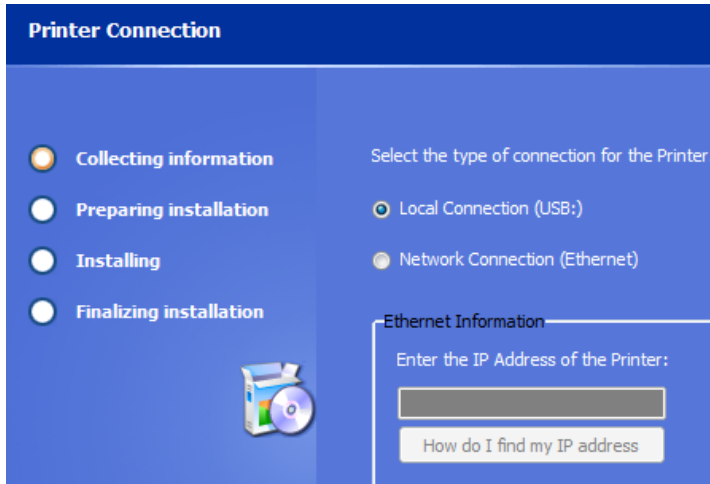 Printer Connection
Collecting information
Preparing installation
Installing
Finalizing installation
Select the type of connection for the Printer
Local Connection (USB:)
Network Connection (Ethernet)
Ethernet Information
Enter the IP Address of the Printer:
How do I find my IP address